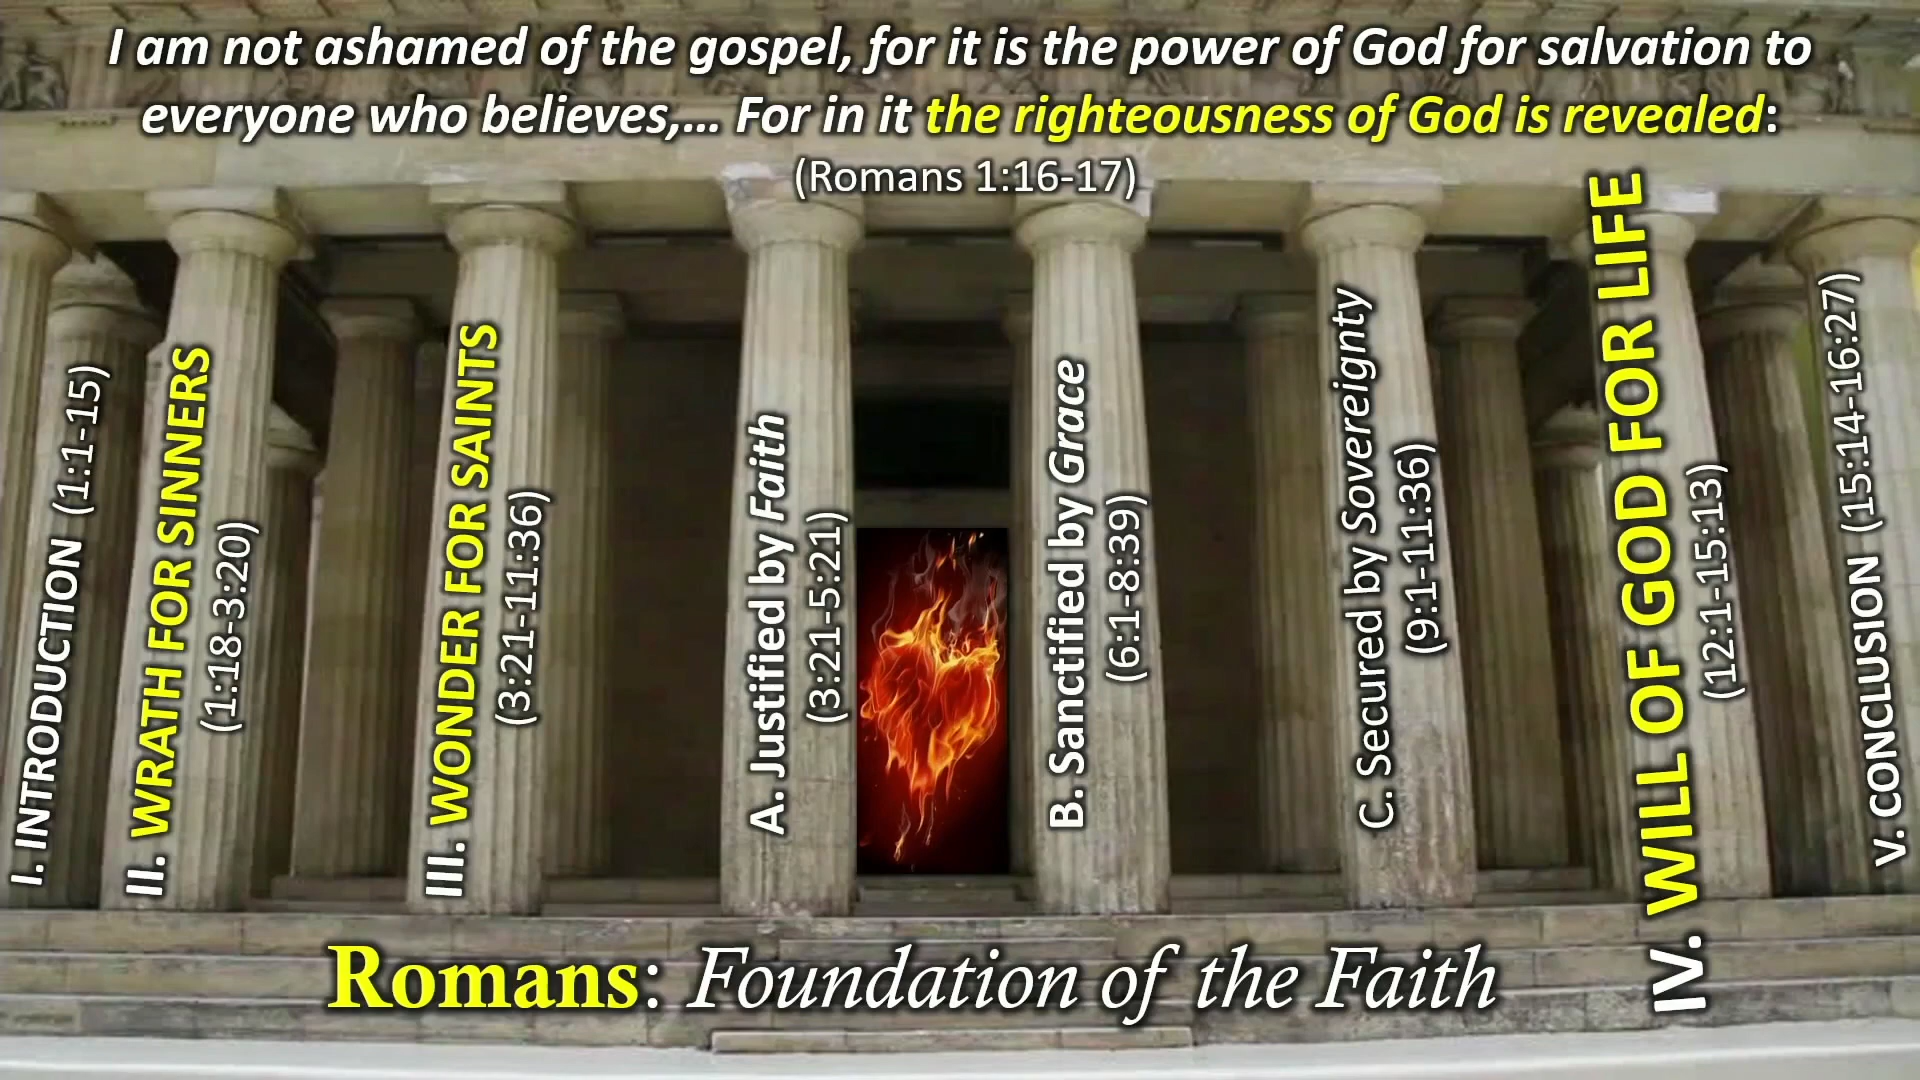 I am not ashamed of the gospel, for it is the power of God for salvation to
everyone who believes,... For in it the righteousness of God is revealed:
(Romans 1:16-17)
I. INTRODUCTION (1:1-15)
II. WRATH FOR SINNERS
(1:18-3:20)
III. WONDER FOR SAINTS
(3:21-11:36)
A. Justified by Faith
(3:21-5:21)
B. Sanctified by Grace
(6:1-8:39)
C. Secured by Sovereignty
(9:1-11:36)
IV. WILL OF GOD FOR LIFE
(12:1-15:13)
V. CONCLUSION (15:14-16:27)
Romans: Foundation of the Faith